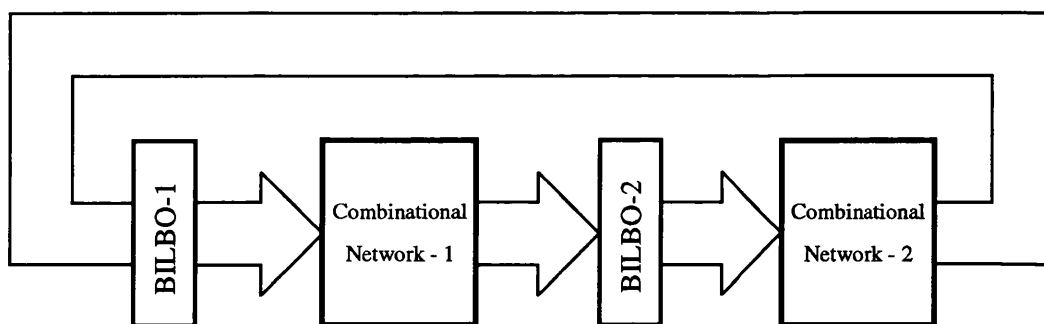 BILBO-1
Combinational
Network - 1
BILBO-2
Combinational
Network - 2